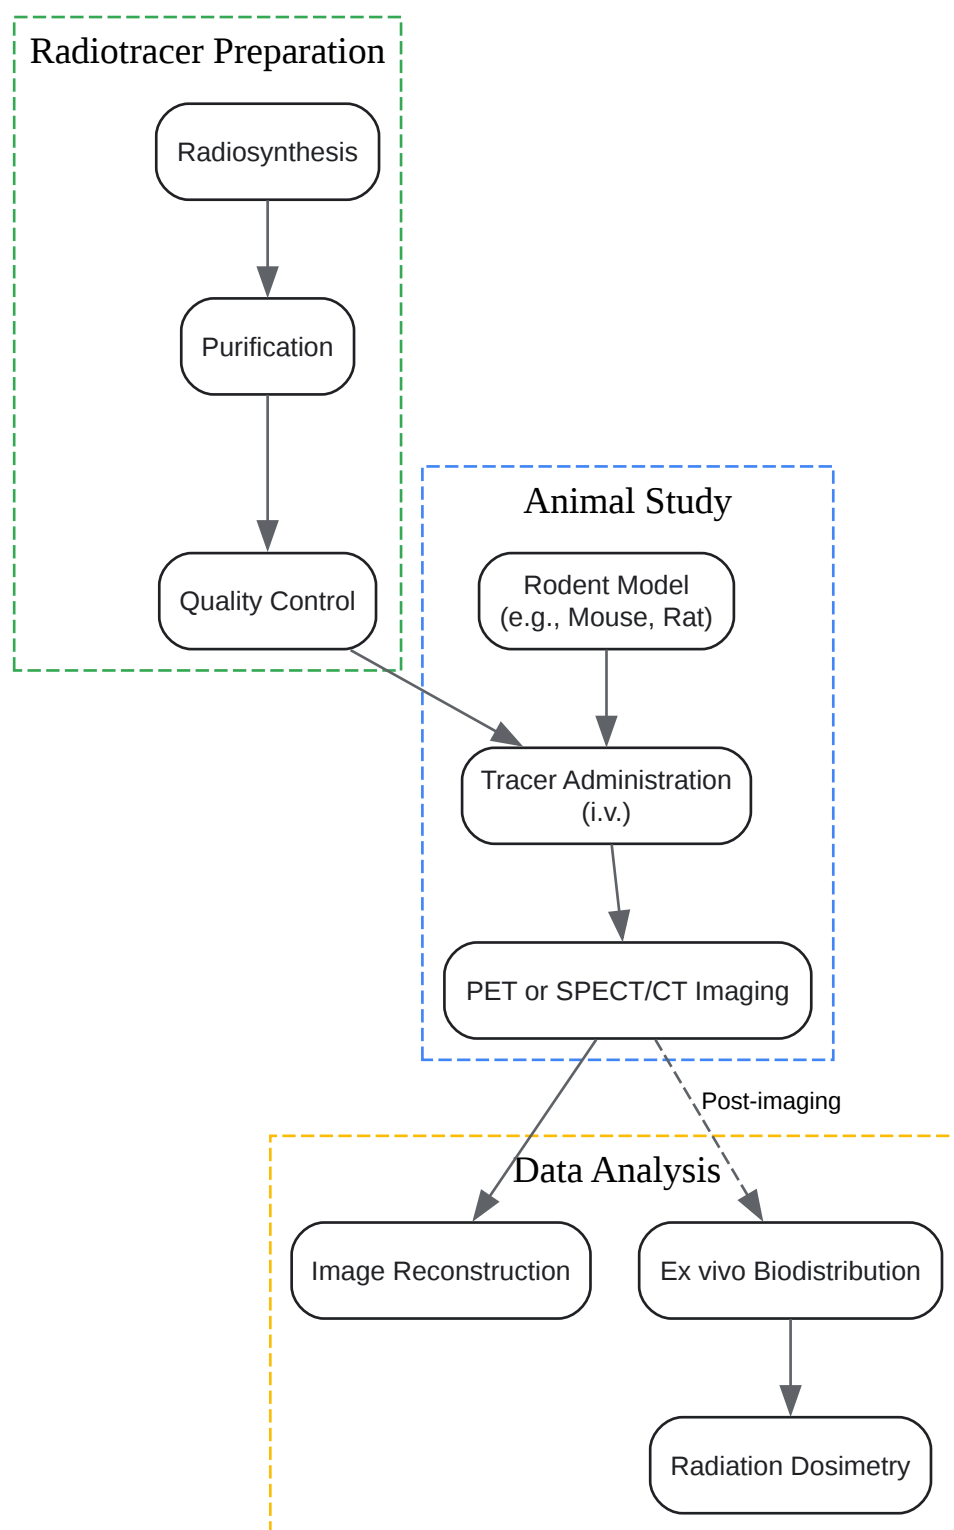 Radiotracer Preparation
Radiosynthesis
Purification
Quality Control
Animal Study
Rodent Model
(e.g., Mouse, Rat)
Tracer Administration
(i.v.)
PET or SPECT/CT Imaging
Post-imaging
Data Analysis
Image Reconstruction
Ex vivo Biodistribution
Radiation Dosimetry